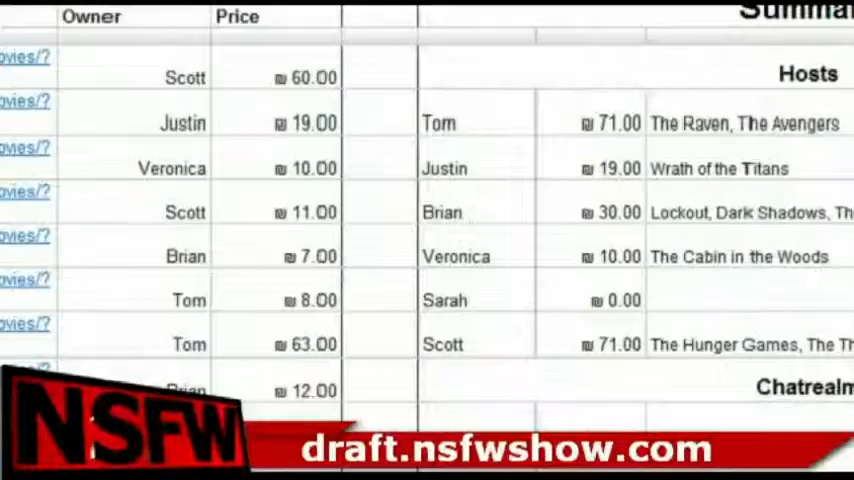 Owner Price Summar
ovies/? Scott ₪ 60.00 Hosts
ovies/? Justin ₪ 19.00 Tom ₪ 71.00 The Raven, The Avengers
ovies/? Veronica ₪ 10.00 Justin ₪ 19.00 Wrath of the Titans
ovies/? Scott ₪ 11.00 Brian ₪ 30.00 Lockout, Dark Shadows, Th
ovies/? Brian ₪ 7.00 Veronica ₪ 10.00 The Cabin in the Woods
ovies/? Tom ₪ 8.00 Sarah ₪ 0.00
ovies/? Tom ₪ 63.00 Scott ₪ 71.00 The Hunger Games, The Th
Brian ₪ 12.00 Chatrealm
NSFW
draft.nsfwshow.com